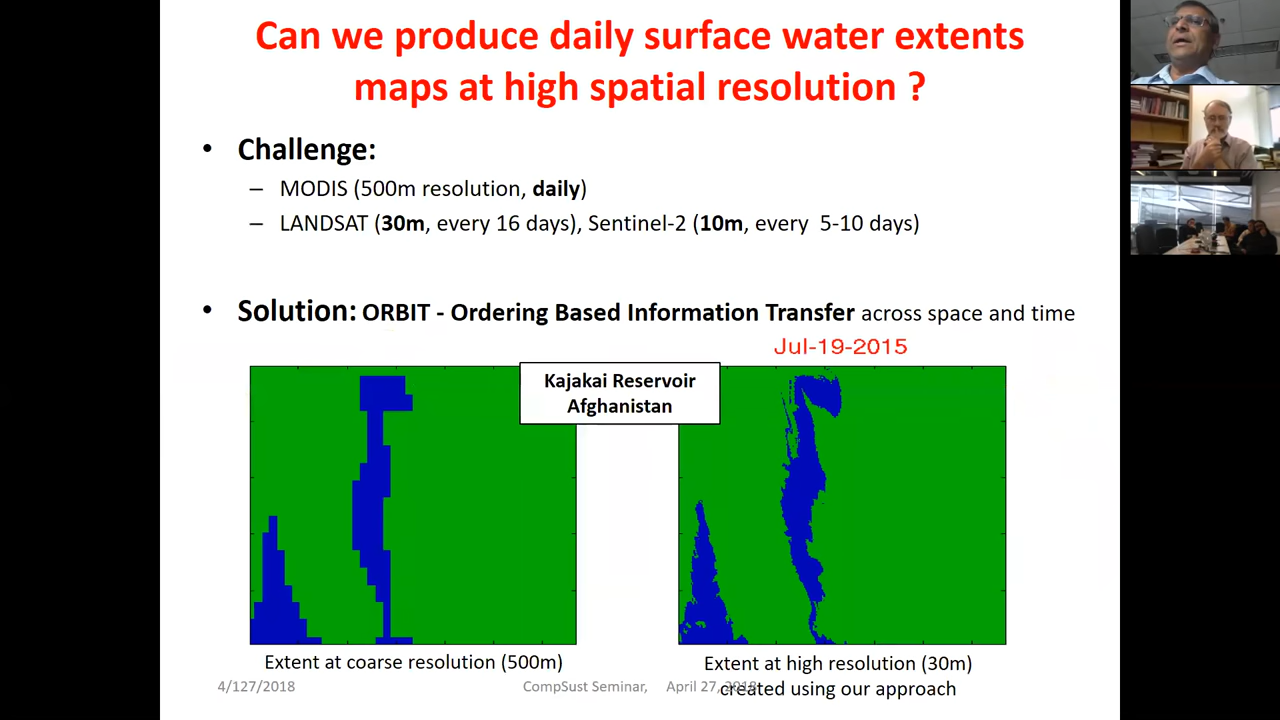 Can we produce daily surface water extents
maps at high spatial resolution ?
• Challenge:
– MODIS (500m resolution, daily)
– LANDSAT (30m, every 16 days), Sentinel-2 (10m, every 5-10 days)
• Solution: ORBIT - Ordering Based Information Transfer across space and time
Jul-19-2015
Kajakai Reservoir
Afghanistan
Extent at coarse resolution (500m)
Extent at high resolution (30m)
created using our approach
4/127/2018
CompSust Seminar, April 27, 2018